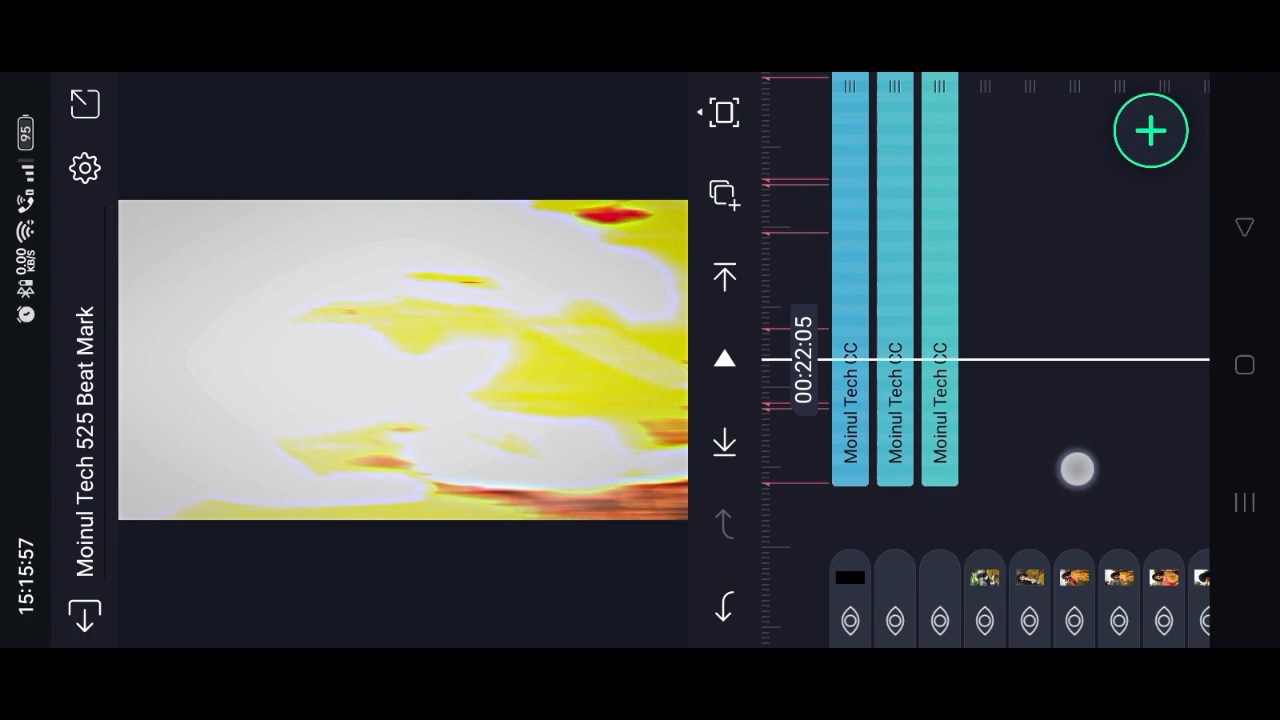 15:15:57
0.00 KB/S
95
Moinul Tech 525 Beat Mark
00:22:05
Moinul Tech CC
Moinul Tech CC
Moinul Tech CC